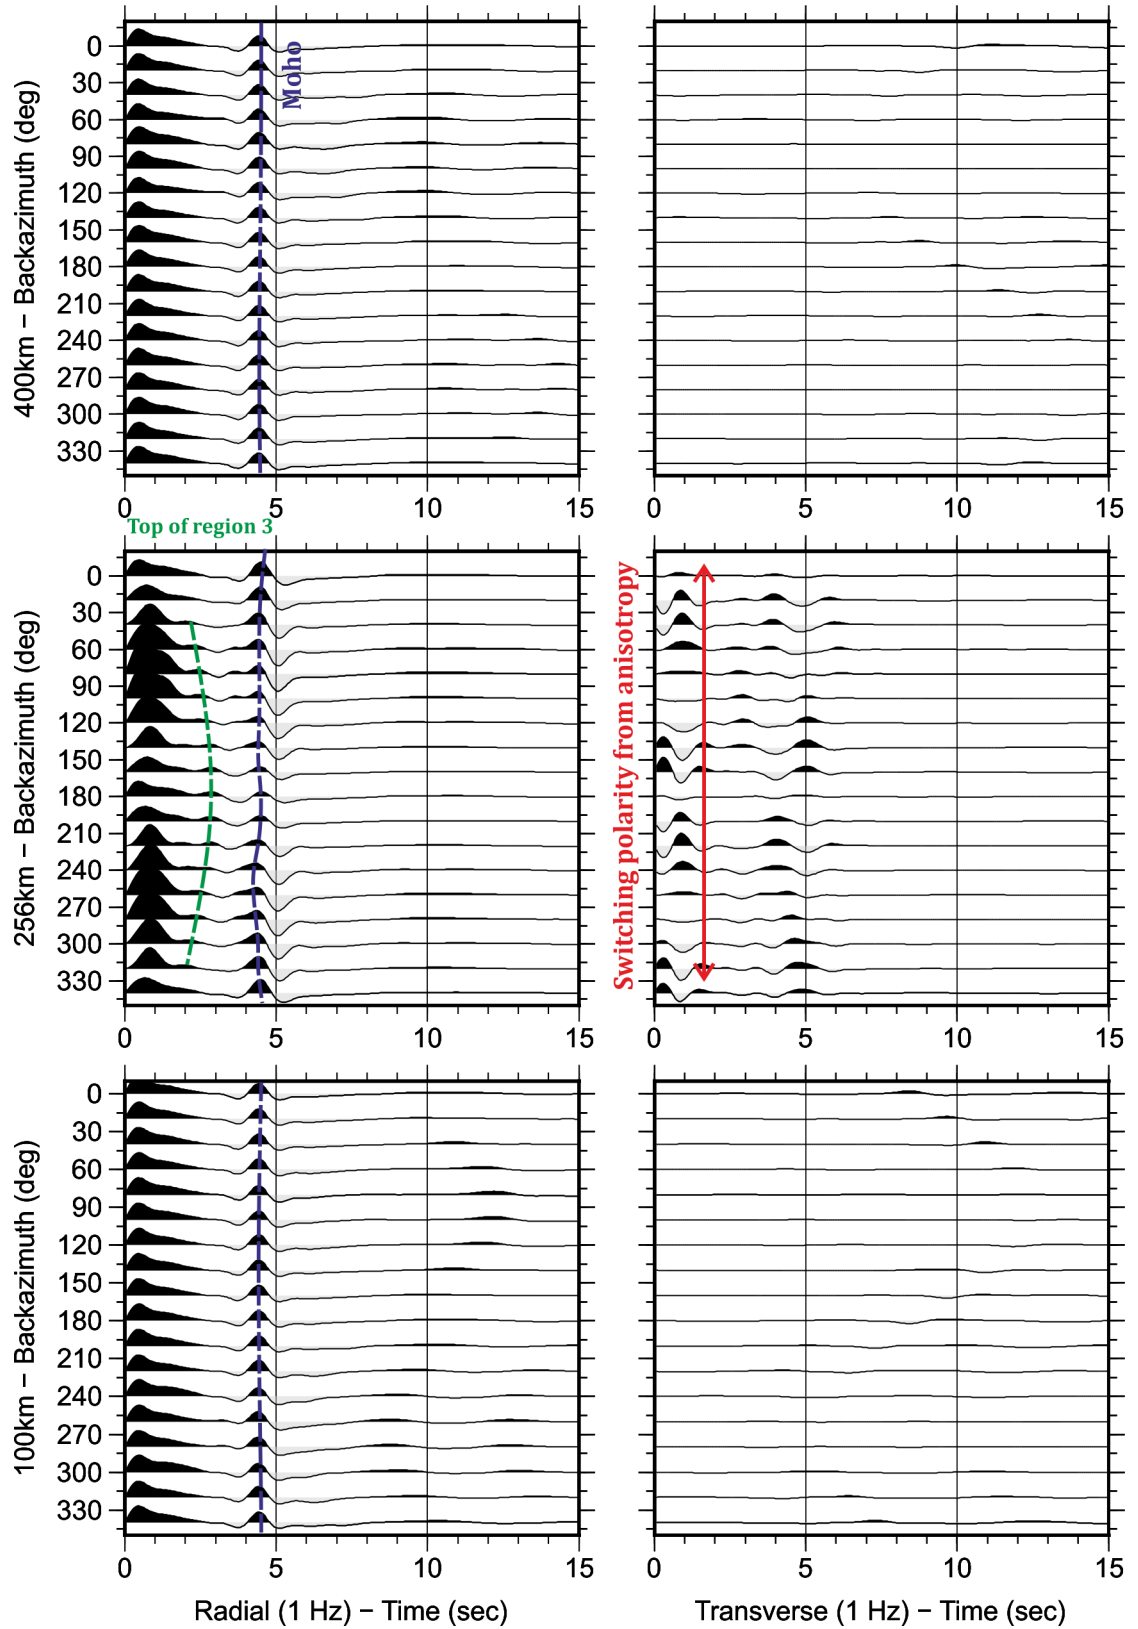 400km − Backazimuth (deg)
0
30
60
90
120
150
180
210
240
270
300
330
Moho
0 5 10 15
0 5 10 15
Top of region 3
256km − Backazimuth (deg)
0
30
60
90
120
150
180
210
240
270
300
330
Switching polarity from anisotropy
0 5 10 15
0 5 10 15
100km − Backazimuth (deg)
0
30
60
90
120
150
180
210
240
270
300
330
0 5 10 15
0 5 10 15
Radial (1 Hz) − Time (sec)
Transverse (1 Hz) − Time (sec)